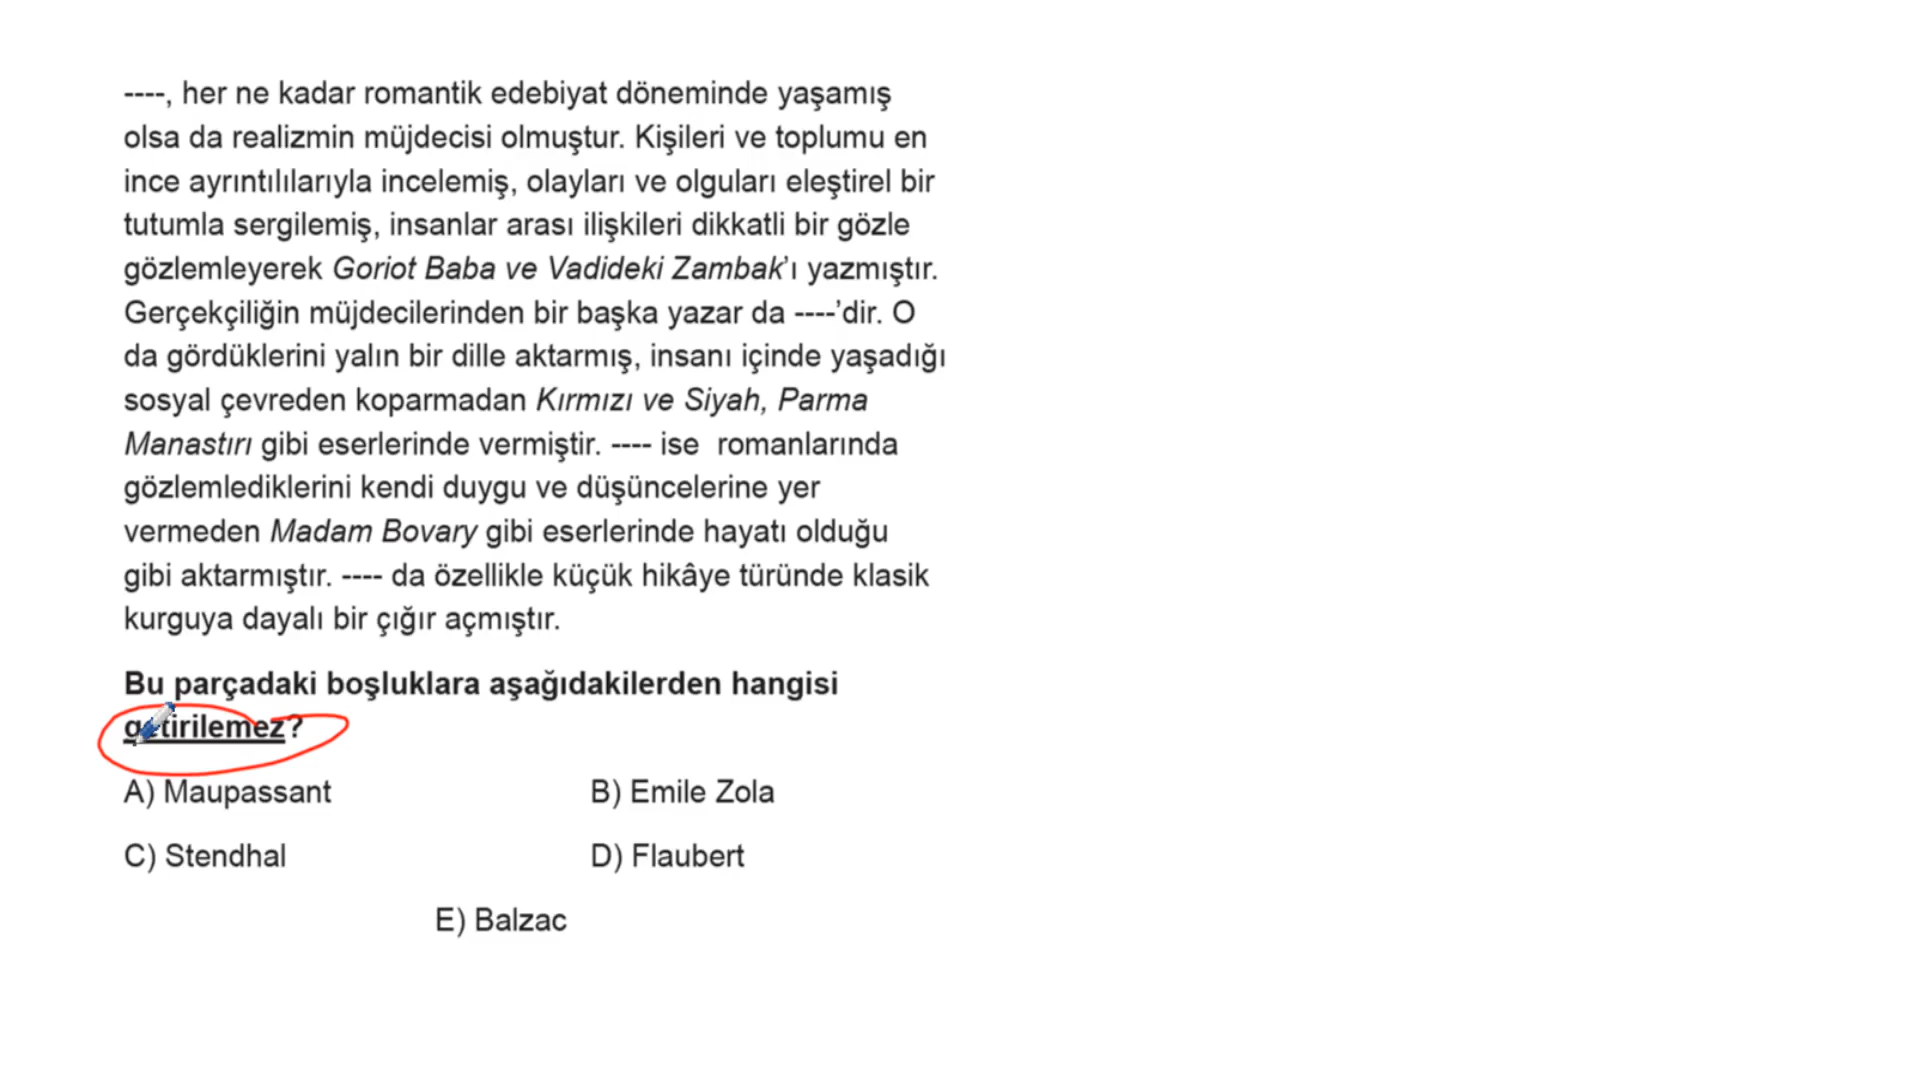 ----, her ne kadar romantik edebiyat döneminde yaşamış
olsa da realizmin müjdecisi olmuştur. Kişileri ve toplumu en
ince ayrıntılılarıyla incelemiş, olayları ve olguları eleştirel bir
tutumla sergilemiş, insanlar arası ilişkileri dikkatli bir gözle
gözlemleyerek Goriot Baba ve Vadideki Zambak’ı yazmıştır.
Gerçekçiliğin müjdecilerinden bir başka yazar da ----’dir. O
da gördüklerini yalın bir dille aktarmış, insanı içinde yaşadığı
sosyal çevreden koparmadan Kırmızı ve Siyah, Parma
Manastırı gibi eserlerinde vermiştir. ---- ise romanlarında
gözlemlediklerini kendi duygu ve düşüncelerine yer
vermeden Madam Bovary gibi eserlerinde hayatı olduğu
gibi aktarmıştır. ---- da özellikle küçük hikâye türünde klasik
kurguya dayalı bir çığır açmıştır.
Bu parçadaki boşluklara aşağıdakilerden hangisi
getirilemez?
A) Maupassant B) Emile Zola
C) Stendhal D) Flaubert
E) Balzac